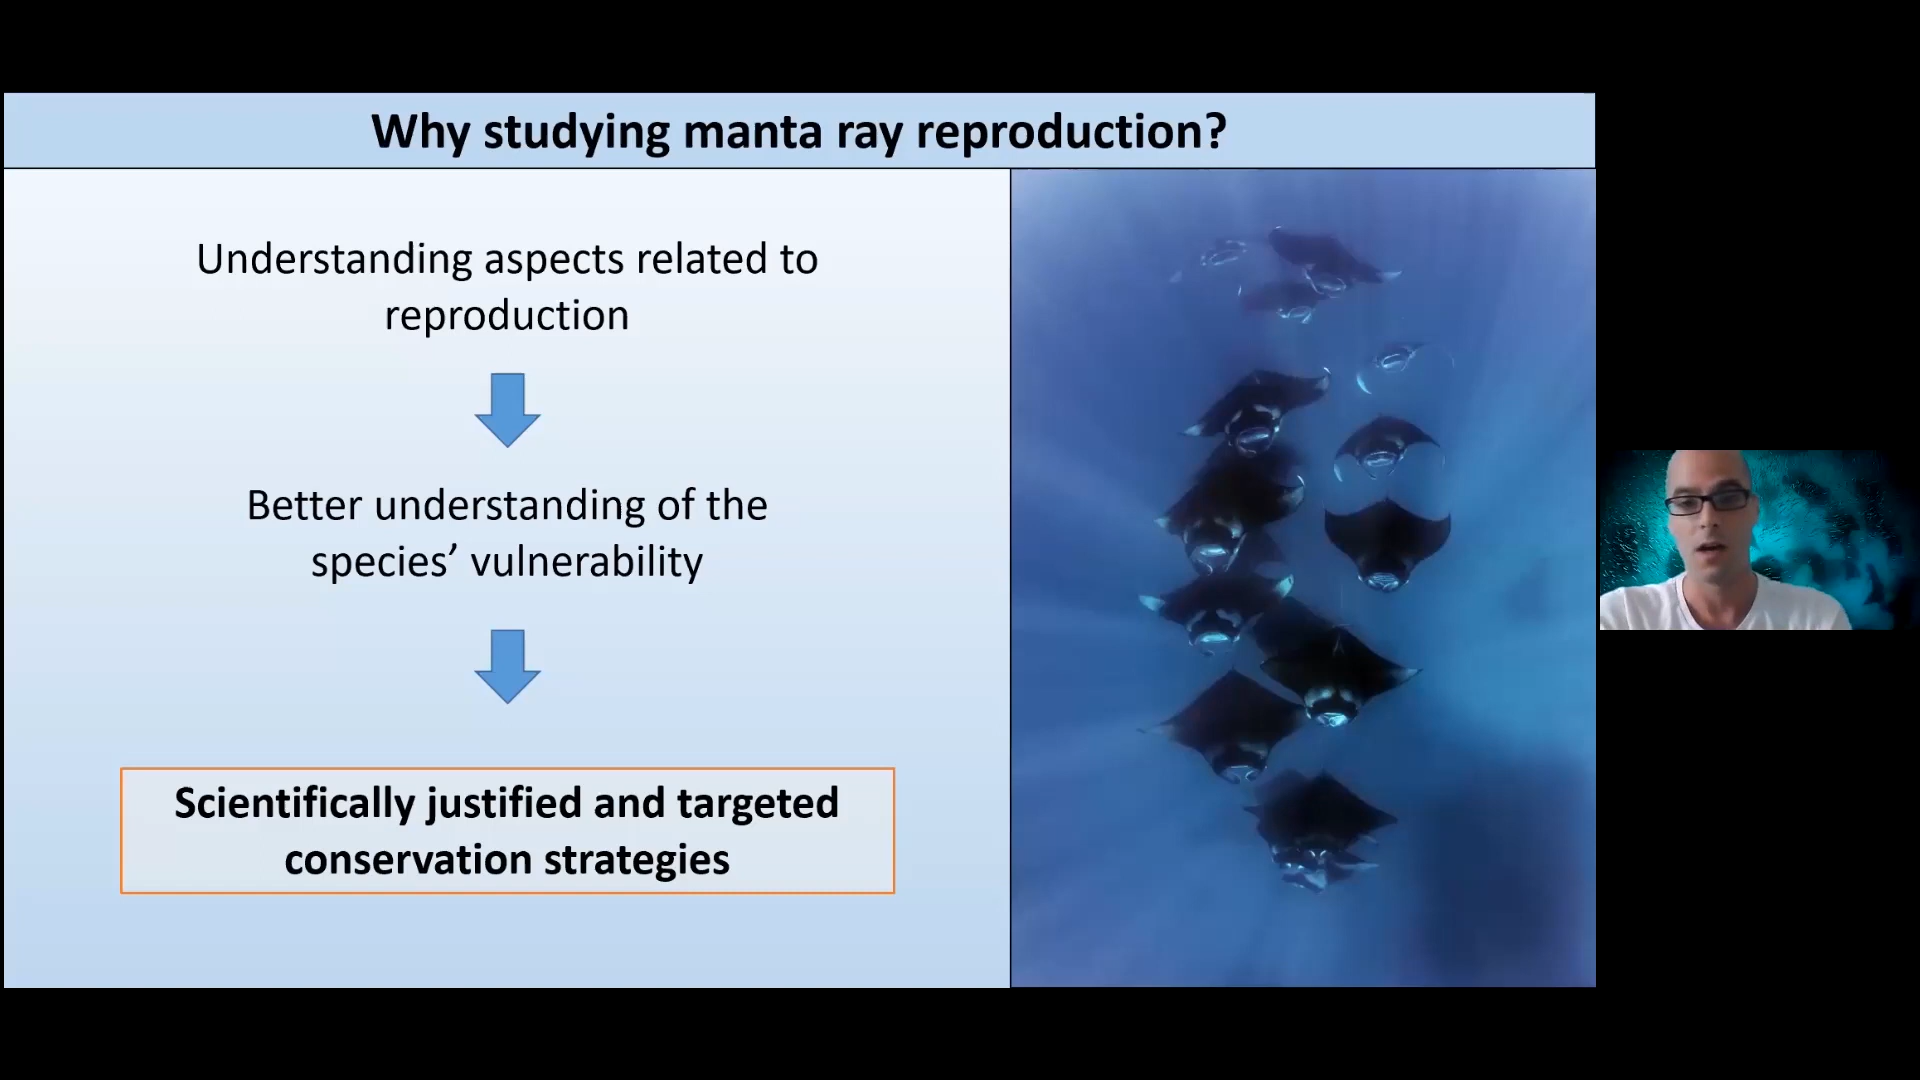 Why studying manta ray reproduction?
Understanding aspects related to
reproduction
Better understanding of the
species’ vulnerability
Scientifically justified and targeted
conservation strategies